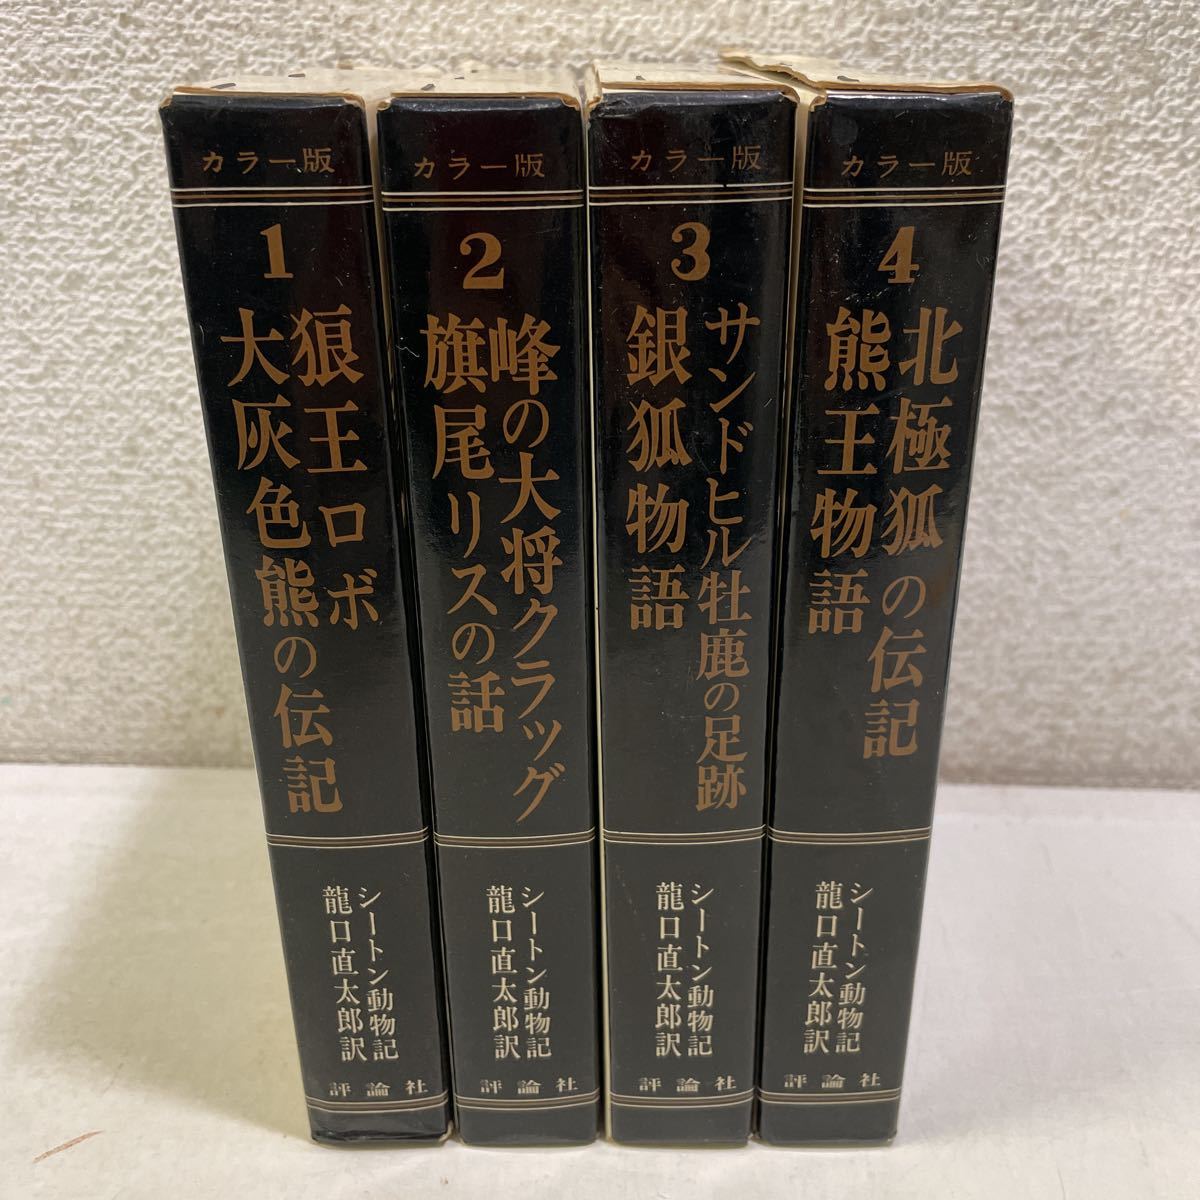 カラー版
1
狼王ロボ
大灰色熊の伝記
シートン動物記
龍口直太郎訳
評論社
カラー版
2
峰の大将クラッグ
旗尾リスの話
シートン動物記
龍口直太郎訳
評論社
カラー版
3
サンドヒル牡鹿の足跡
銀狐物語
シートン動物記
龍口直太郎訳
評論社
カラー版
4
北極狐の伝記
熊王物語
シートン動物記
龍口直太郎訳
評論社